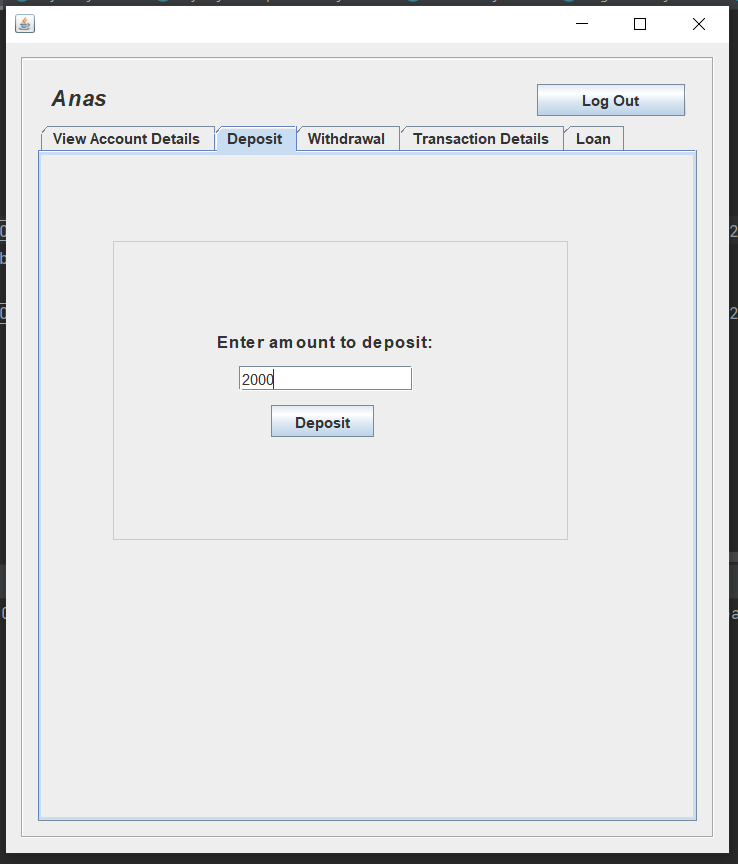 Anas
Log Out
View Account Details Deposit Withdrawal Transaction Details Loan
Enter amount to deposit:
2000
Deposit